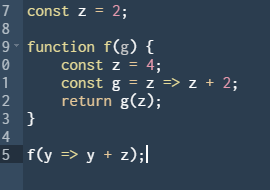 7 const z = 2;
8
9 function f(g) {
0 const z = 4;
1 const g = z => z + 2;
2 return g(z);
3 }
4
5 f(y => y + z);